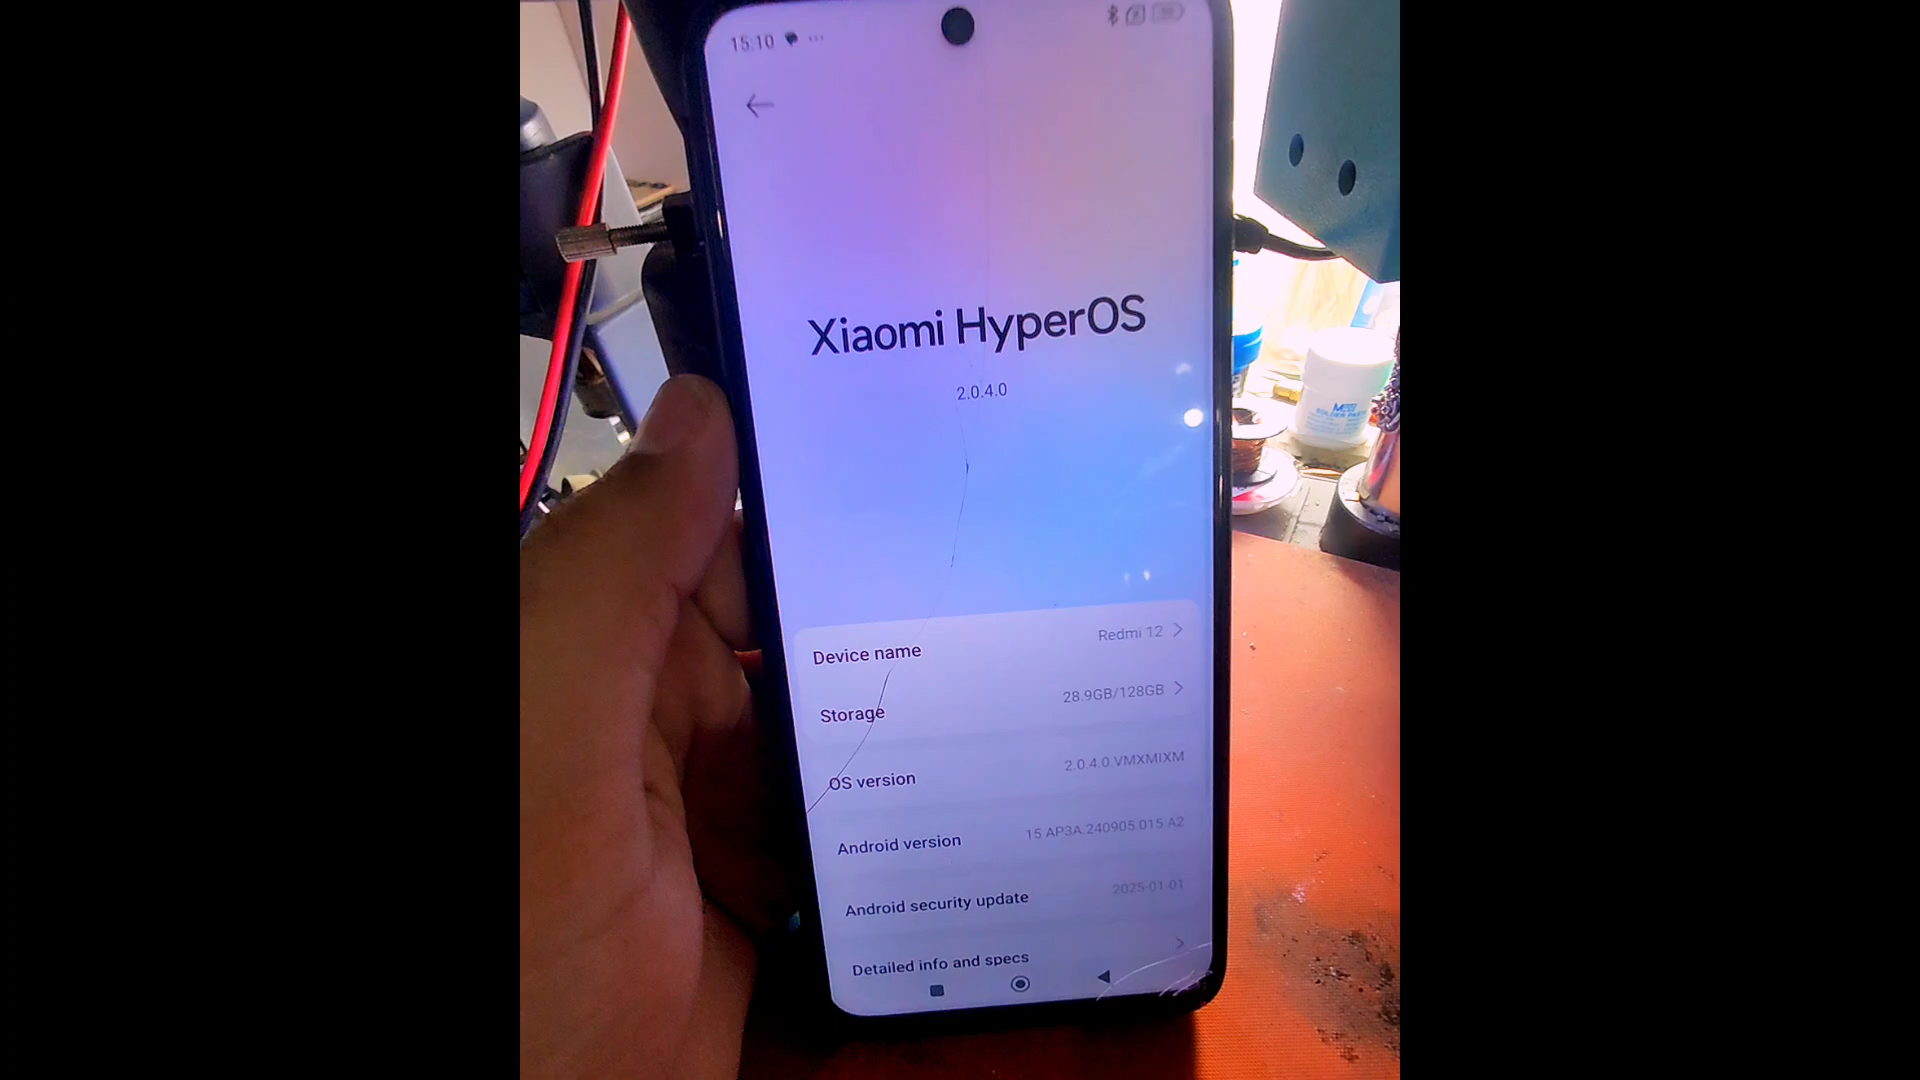 15:10
Xiaomi HyperOS
2.0.4.0
Device name
Redmi 12
Storage
28.9GB/128GB
OS version
2.0.4.0.VMXMIXM
Android version
15 AP3A.240905.015.A2
Android security update
2025-01-01
Detailed info and specs
SOLDER PASTE